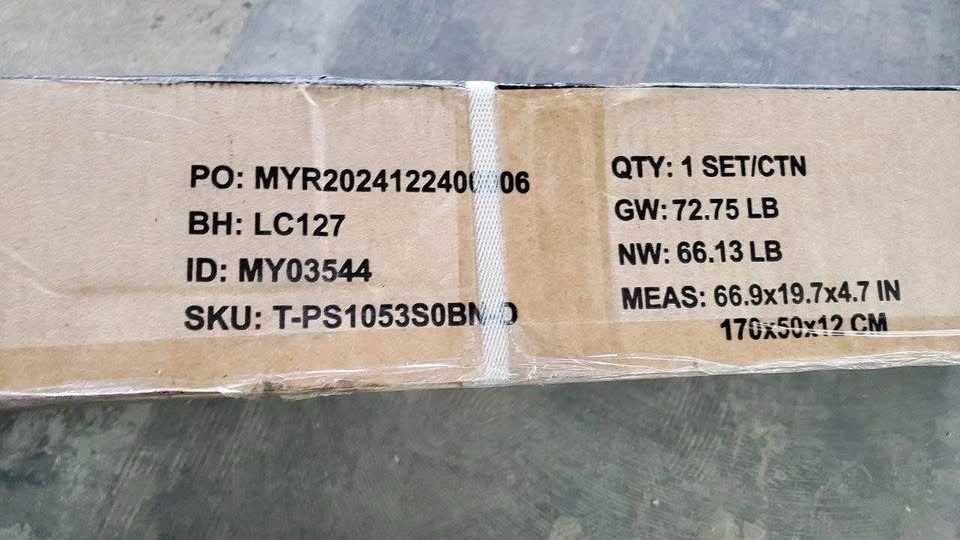 PO:
BH: LC127
ID: MY03544
SKU:
QTY: 1 SET/CTN
GW: 72.75 LB
NW: 66.13 LB
MEAS: 66.9x19.7x4.7 IN
170x50x12 CM